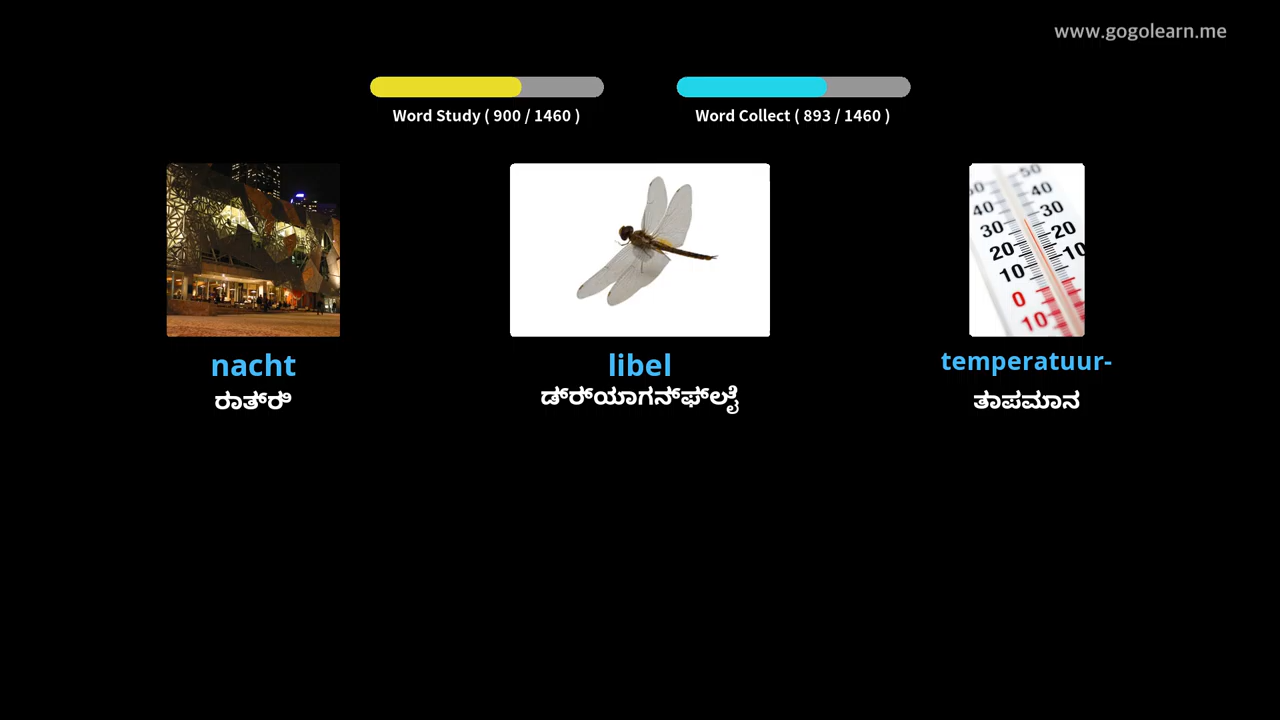 www.gogolearn.me
Word Study ( 900 / 1460 )
Word Collect ( 893 / 1460 )
nacht
libel
temperatuur-
ರಾತ್ರಿ
ಡ್ರ್ಯಾಗನ್‌ಫ್ಲೈ
ತಾಪಮಾನ